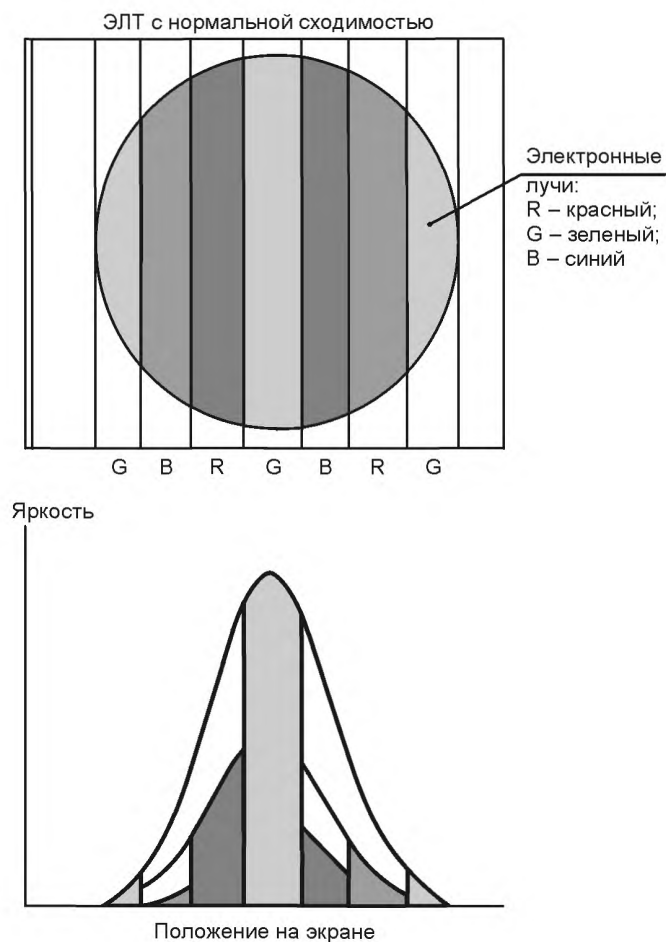 ЭЛТ с нормальной сходимостью
Электронные
лучи:
R – красный;
G – зеленый;
B – синий
G B R G B R G
Яркость
Положение на экране